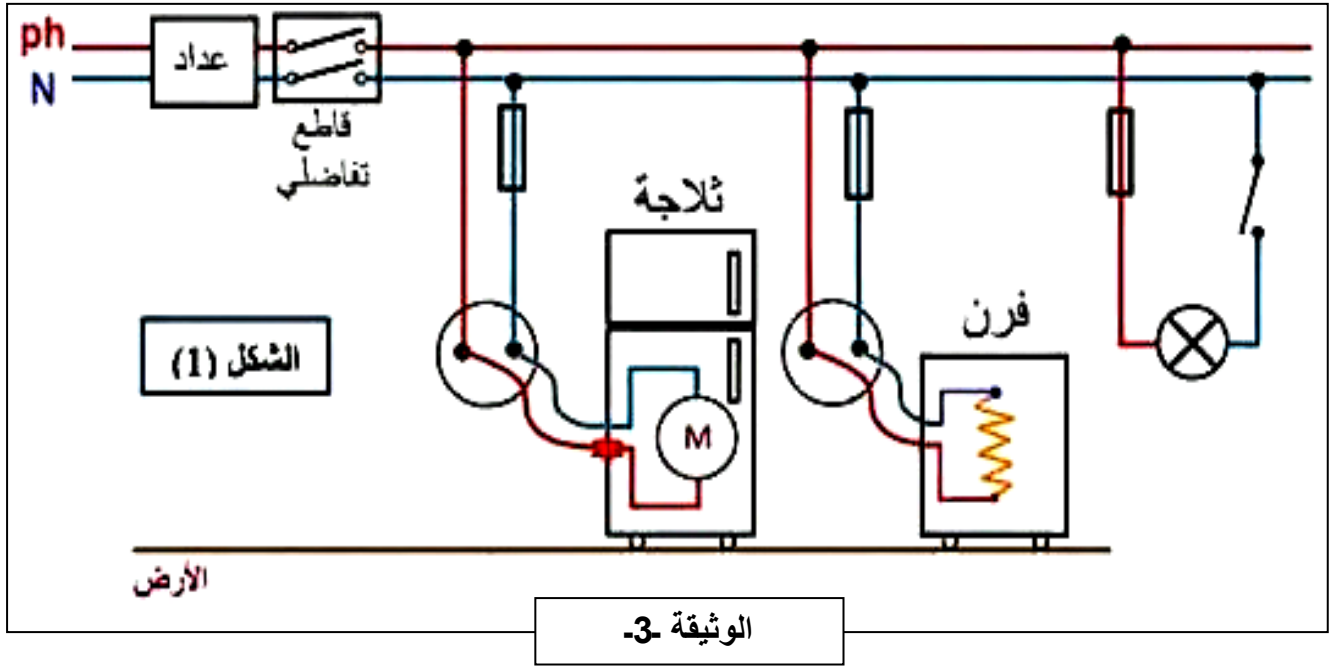 ph
N
عداد
قاطع
تفاضلي
ثلاجة
فرن
الشكل (1)
M
الأرض
الوثيقة -3-